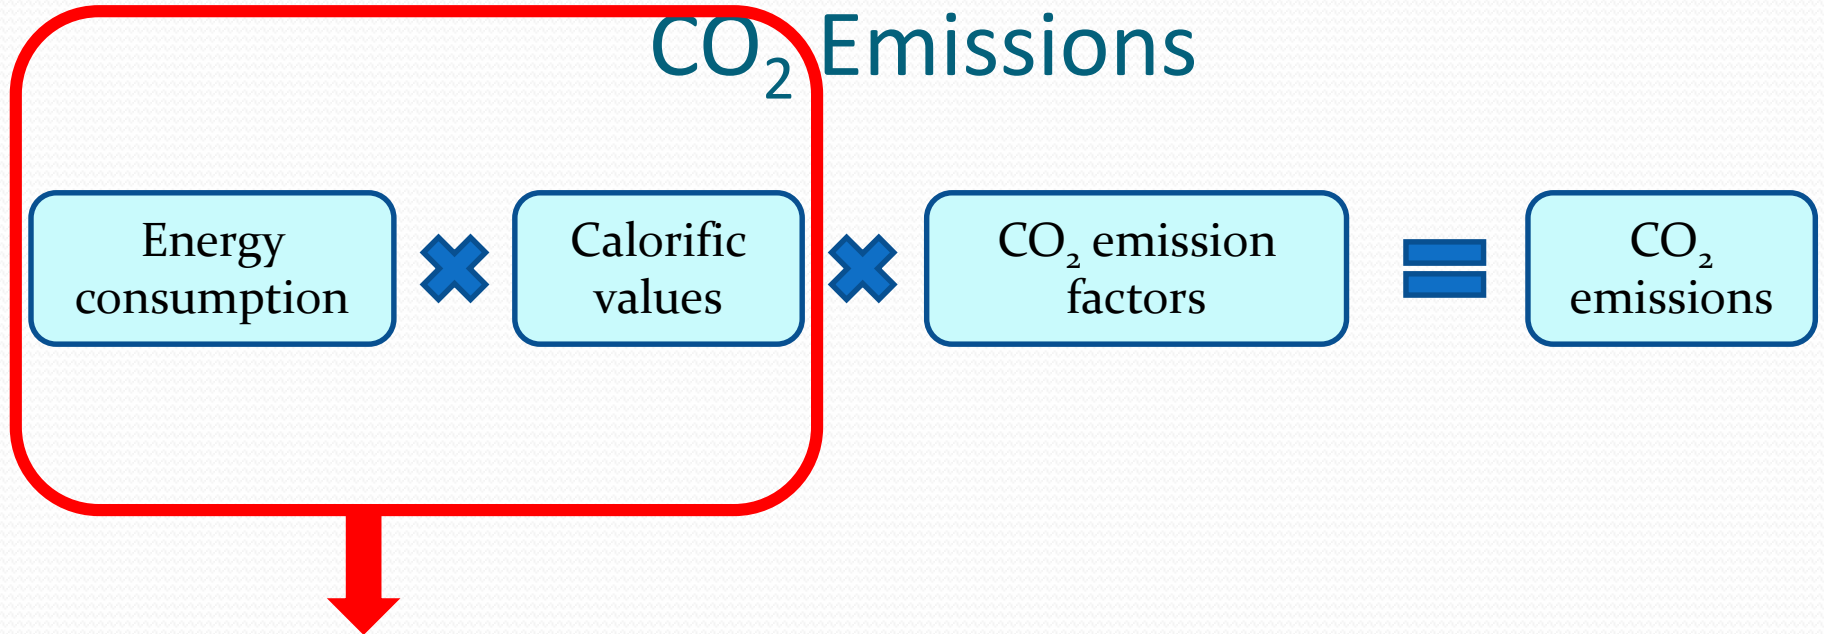 CO₂ Emissions
Energy
consumption
Calorific
values
CO₂ emission
factors
CO₂
emissions